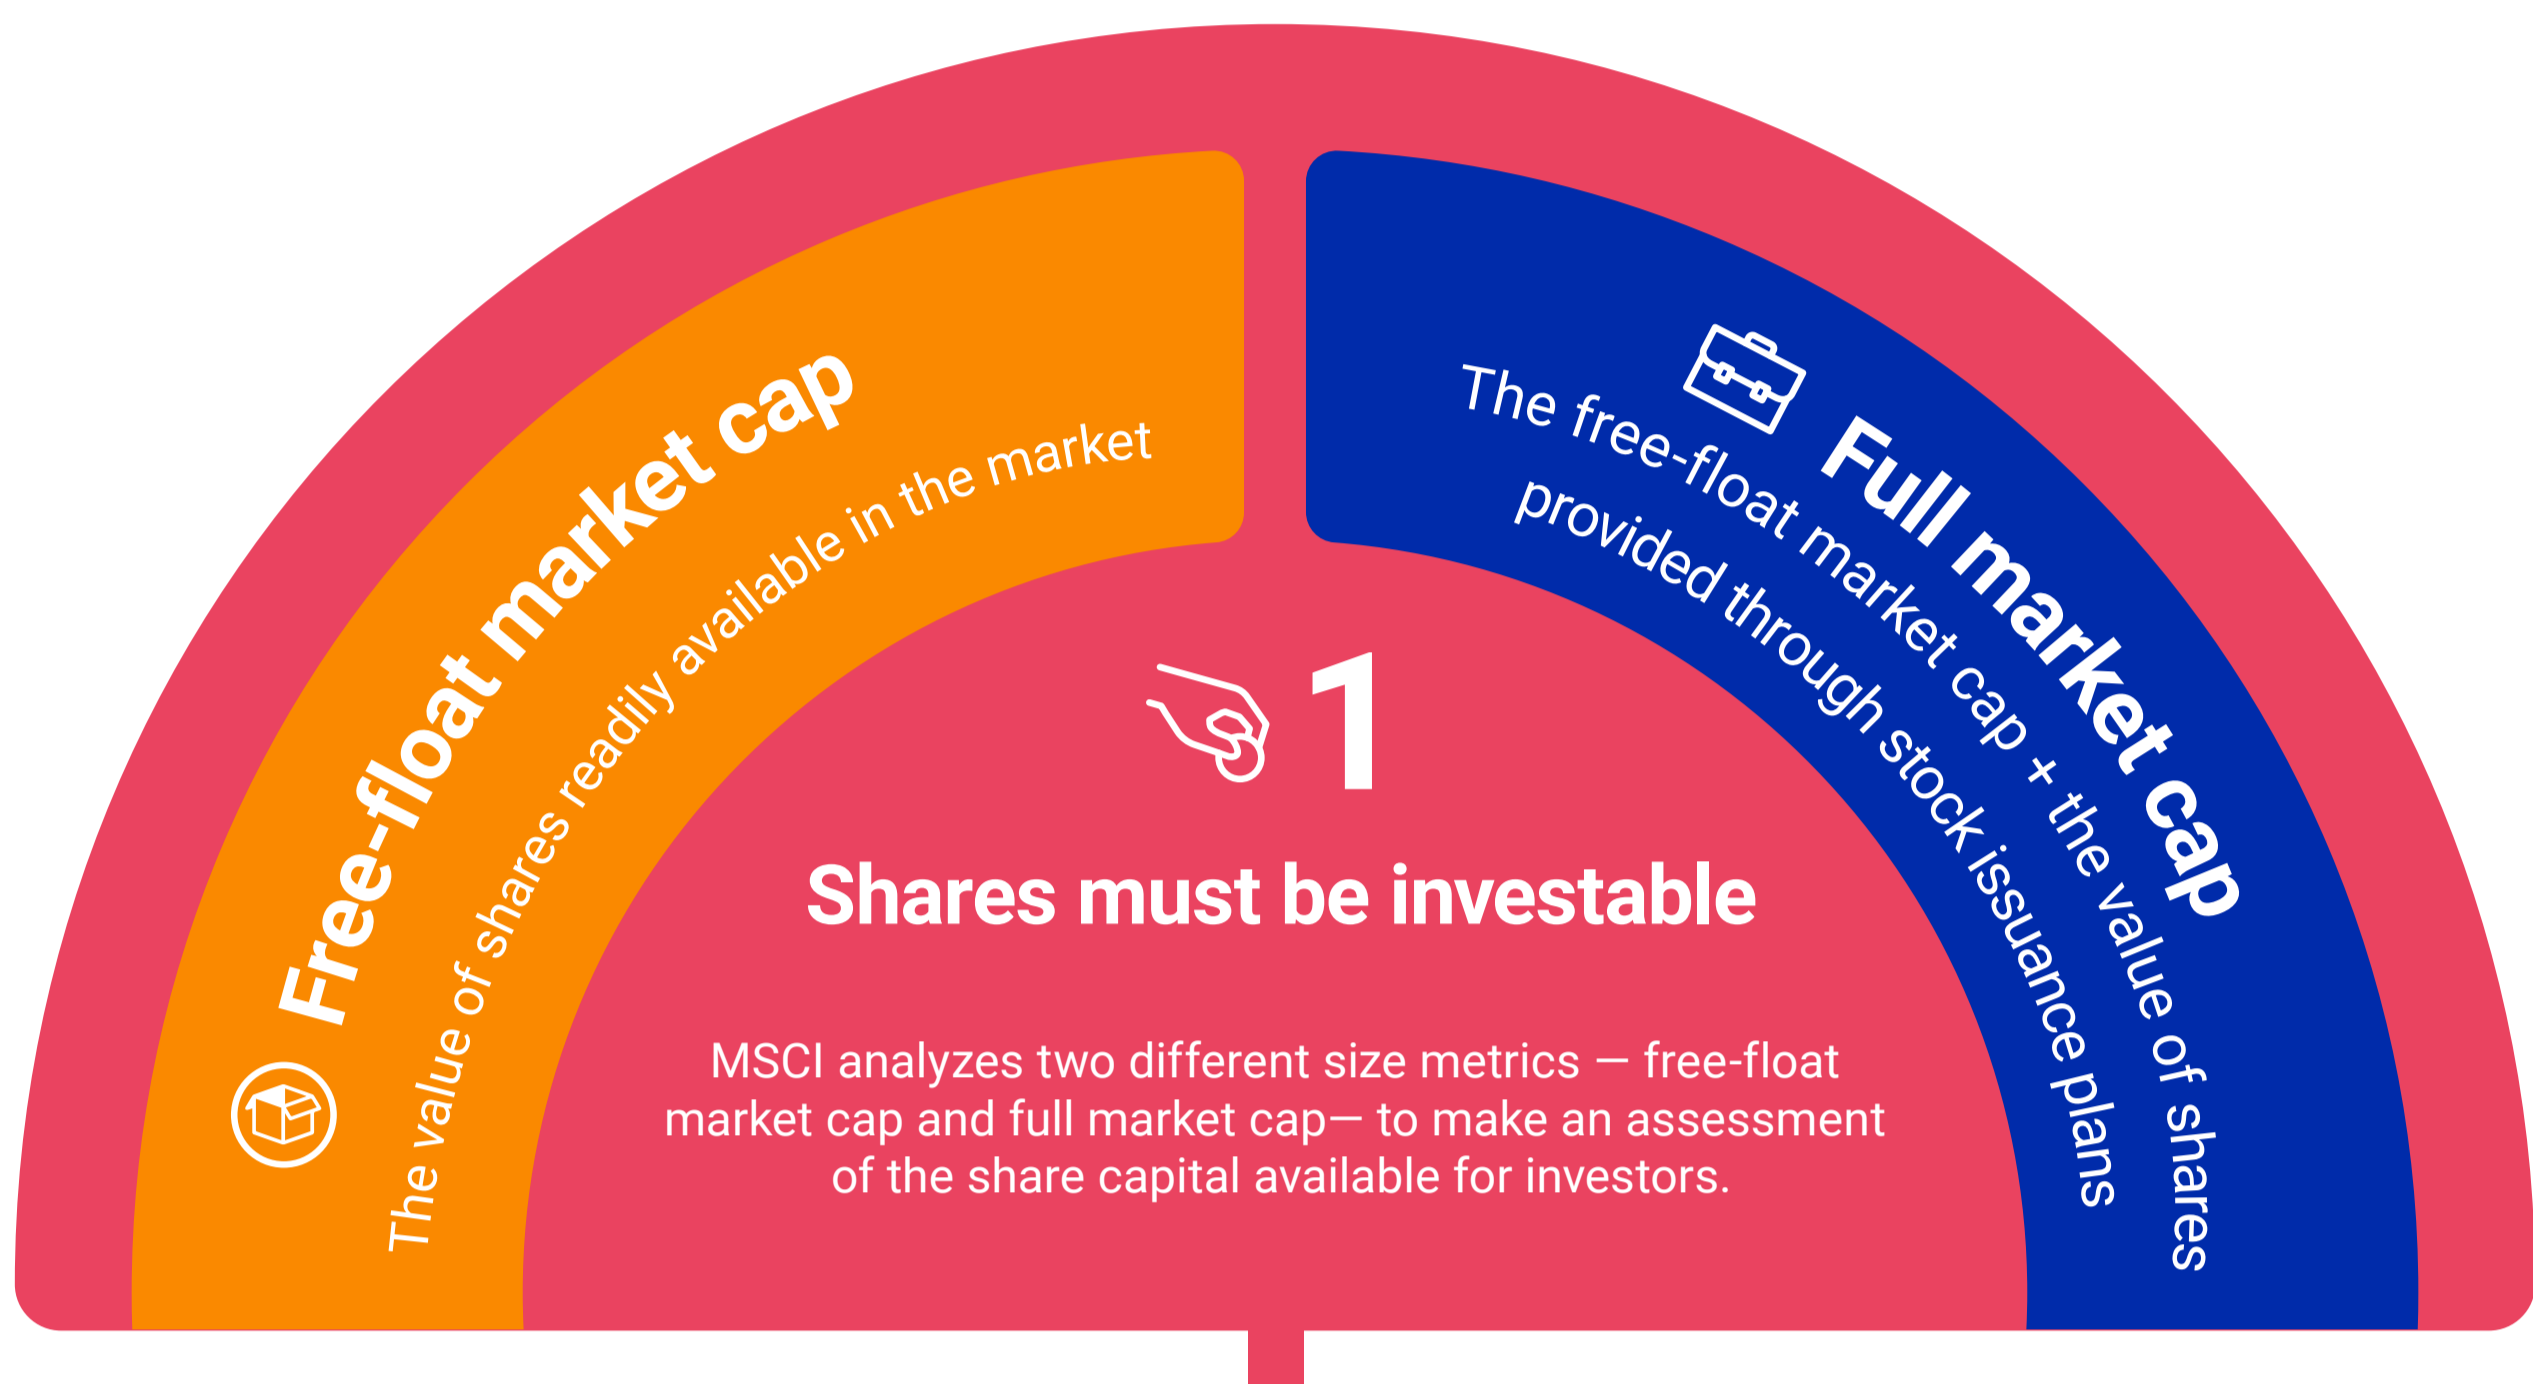 Free-float market cap
The value of shares readily available in the market
Full market cap
The free-float market cap + the value of shares
provided through stock issuance plans
1
Shares must be investable
MSCI analyzes two different size metrics — free-float
market cap and full market cap— to make an assessment
of the share capital available for investors.